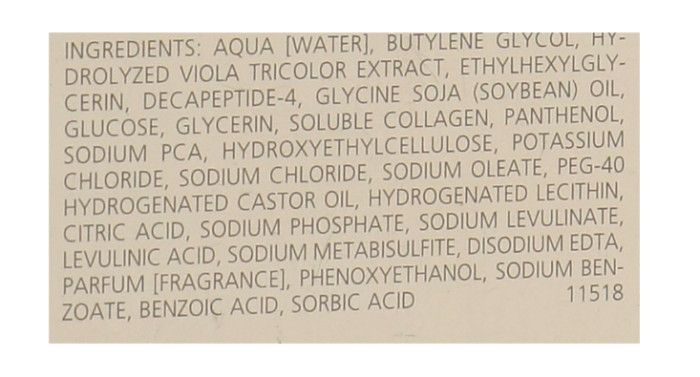 INGREDIENTS: AQUA [WATER], BUTYLENE GLYCOL, HY-
DROLYZED VIOLA TRICOLOR EXTRACT, ETHYLHEXYLGLY-
CERIN, DECAPEPTIDE-4, GLYCINE SOJA (SOYBEAN) OIL,
GLUCOSE, GLYCERIN, SOLUBLE COLLAGEN, PANTHENOL,
SODIUM PCA, HYDROXYETHYLCELLULOSE, POTASSIUM
CHLORIDE, SODIUM CHLORIDE, SODIUM OLEATE, PEG-40
HYDROGENATED CASTOR OIL, HYDROGENATED LECITHIN,
CITRIC ACID, SODIUM PHOSPHATE, SODIUM LEVULINATE,
LEVULINIC ACID, SODIUM METABISULFITE, DISODIUM EDTA,
PARFUM [FRAGRANCE], PHENOXYETHANOL, SODIUM BEN-
ZOATE, BENZOIC ACID, SORBIC ACID 11518